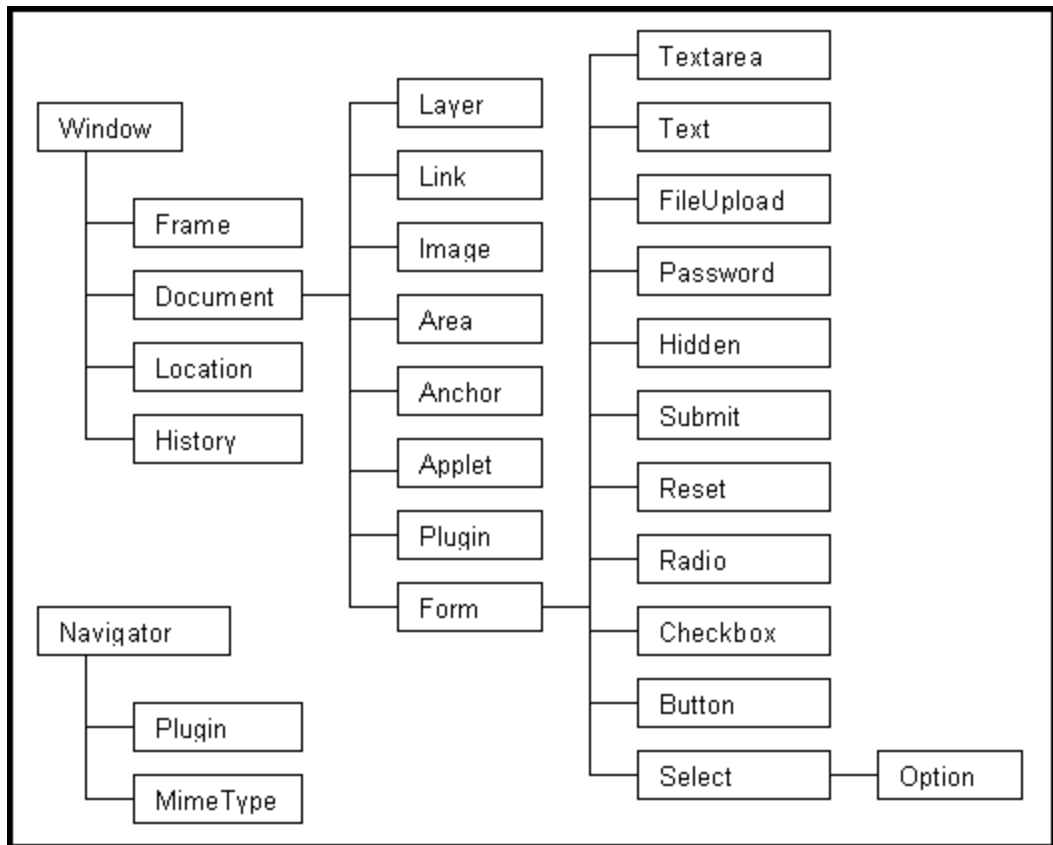 Window
Frame
Document
Location
History
Navigator
Plugin
MimeType
Layer
Link
Image
Area
Anchor
Applet
Plugin
Form
Textarea
Text
FileUpload
Password
Hidden
Submit
Reset
Radio
Checkbox
Button
Select
Option